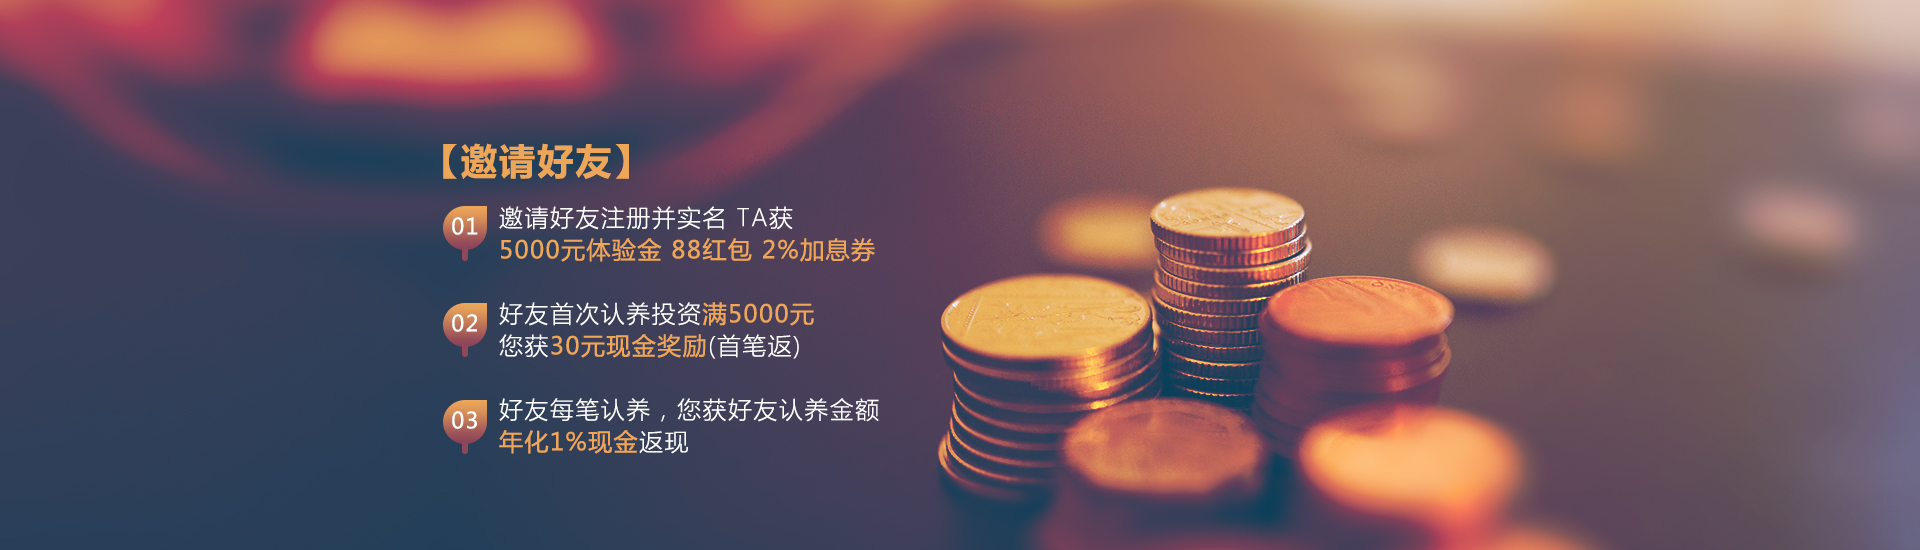 【邀请好友】
01
邀请好友注册并实名 TA获
5000元体验金 88红包 2%加息券
02
好友首次认养投资满5000元
您获30元现金奖励(首笔返)
03
好友每笔认养，您获好友认养金额
年化1%现金返现